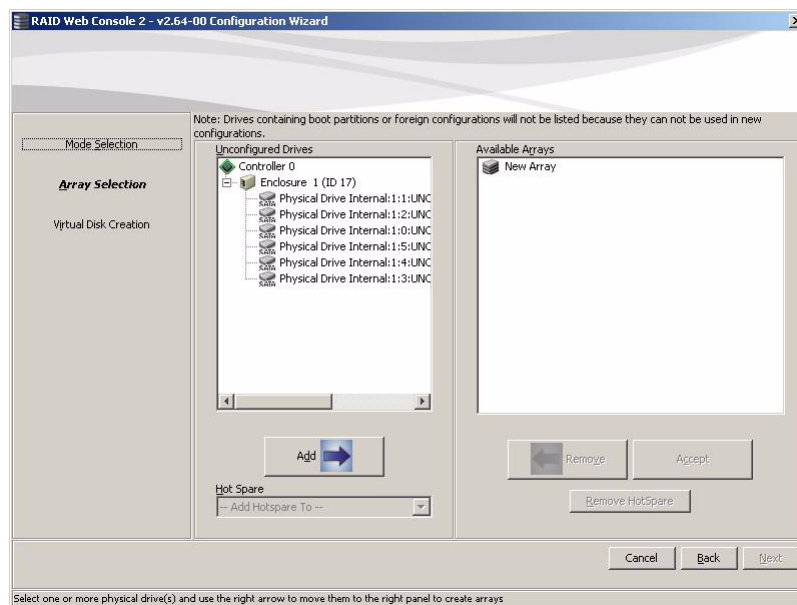 RAID Web Console 2 - v2.64-00 Configuration Wizard
Note: Drives containing boot partitions or foreign configurations will not be listed because they can not be used in new
configurations.
Mode Selection
Array Selection
Virtual Disk Creation
Unconfigured Drives
Controller 0
Enclosure 1 (ID 17)
SATA Physical Drive Internal:1:1:UNC
SATA Physical Drive Internal:1:2:UNC
SATA Physical Drive Internal:1:0:UNC
SATA Physical Drive Internal:1:5:UNC
SATA Physical Drive Internal:1:4:UNC
SATA Physical Drive Internal:1:3:UNC
Add
Hot Spare
-- Add Hotspare To --
Available Arrays
New Array
Remove
Accept
Remove HotSpare
Cancel
Back
Next
Select one or more physical drive(s) and use the right arrow to move them to the right panel to create arrays